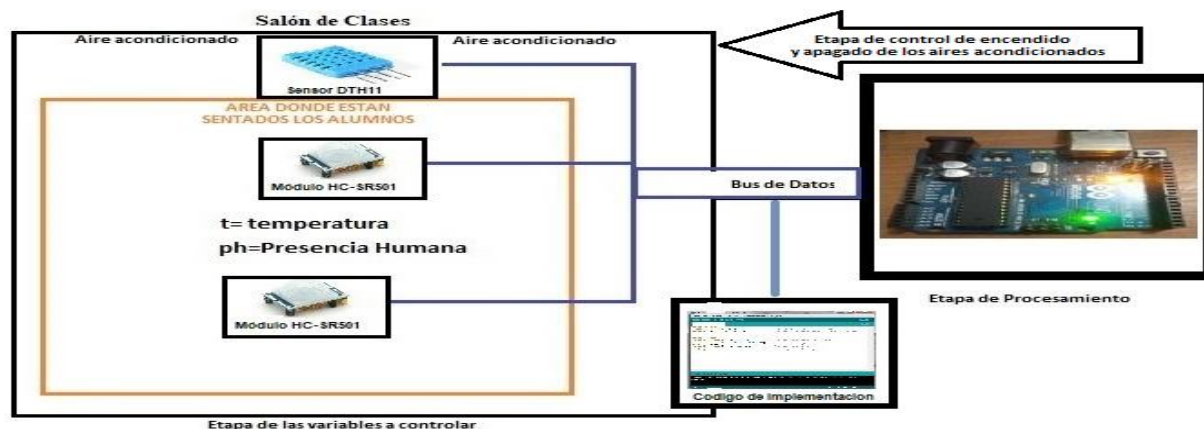 Salón de Clases
Aire acondicionado
Aire acondicionado
Etapa de control de encendido
y apagado de los aires acondicionados
Sensor DTH11
AREA DONDE ESTAN
SENTADOS LOS ALUMNOS
Módulo HC-SR501
Bus de Datos
t= temperatura
ph=Presencia Humana
Módulo HC-SR501
Etapa de Procesamiento
Codigo de Implementacion
Etapa de las variables a controlar